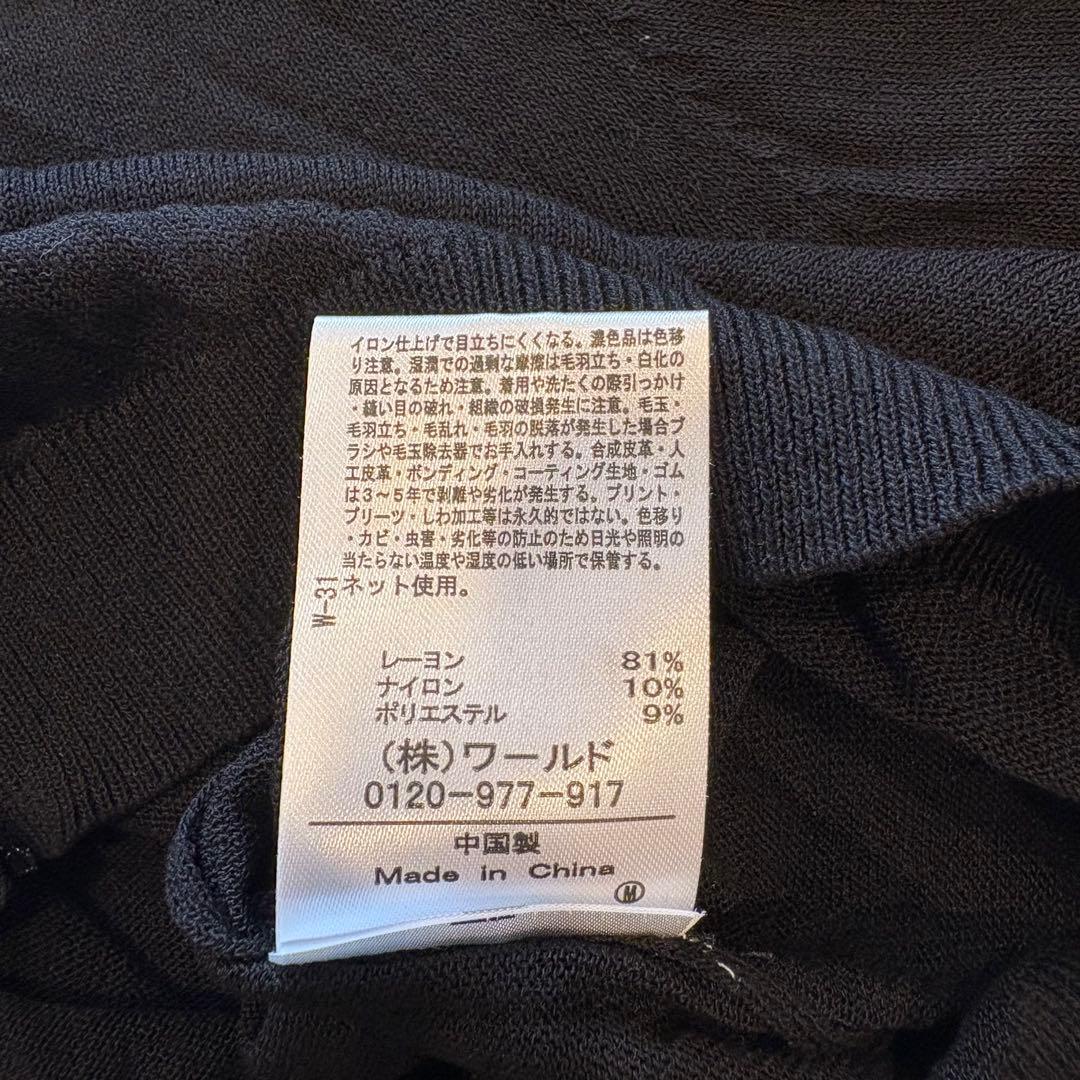 イロン仕上げで目立ちにくくなる。濃色品は色移
り注意。湿潤での過剰な摩擦は毛羽立ち・白化の
原因となるため注意。着用や洗たくの際引っかけ
・縫い目の破れ・組織の破損発生に注意。毛玉・
毛羽立ち・毛乱れ・毛羽の脱落が発生した場合ブ
ラシや毛玉除去器でお手入れする。合成皮革・人
工皮革・ボンディング・コーティング生地・ゴム
は3～5年で剥離や劣化が発生する。プリント・
プリーツ・しわ加工等は永久的ではない。色移り
・カビ・虫害・劣化等の防止のため日光や照明の
当たらない温度や湿度の低い場所で保管する。
ネット使用。
W-31
レーヨン 81%
ナイロン 10%
ポリエステル 9%
(株)ワールド
0120-977-917
中国製
Made in China
M